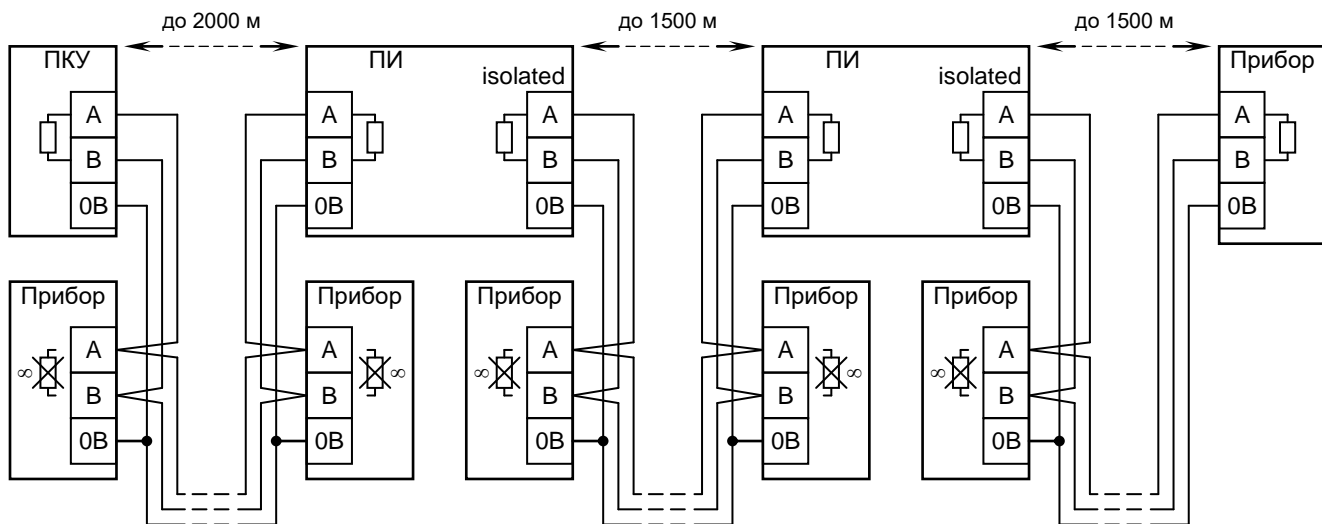 до 2000 м до 1500 м до 1500 м
ПКУ ПИ ПИ Прибор
isolated isolated
A A A A A A
B B B B B B
0В 0В 0В 0В 0В 0В
Прибор Прибор Прибор Прибор Прибор
∞ A A ∞ ∞ A A ∞ ∞ A
B B B B B
0В 0В 0В 0В 0В